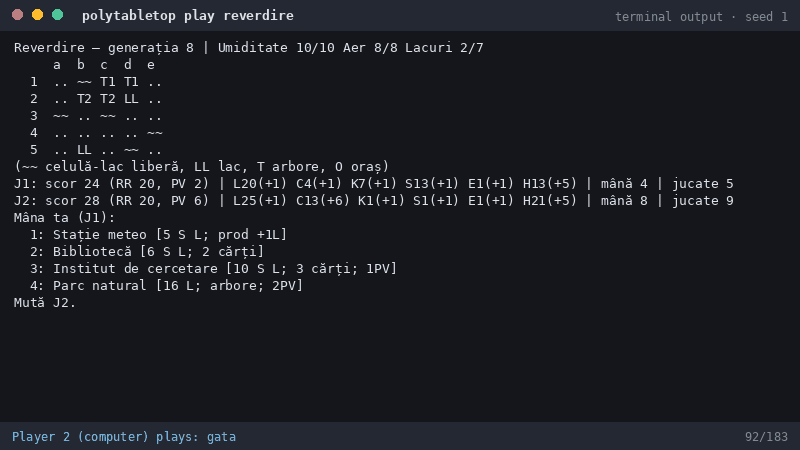 polytabletop play reverdire
terminal output · seed 1
Reverdire — generația 8 | Umiditate 10/10 Aer 8/8 Lacuri 2/7
a b c d e
1 .. ~~ T1 T1 ..
2 .. T2 T2 LL ..
3 ~~ .. ~~ .. ..
4 .. .. .. .. ~~
5 .. LL .. ~~ ..
(~~ celulă-lac liberă, LL lac, T arbore, O oraș)
J1: scor 24 (RR 20, PV 2) | L20(+1) C4(+1) K7(+1) S13(+1) E1(+1) H13(+5) | mână 4 | jucate 5
J2: scor 28 (RR 20, PV 6) | L25(+1) C13(+6) K1(+1) S1(+1) E1(+1) H21(+5) | mână 8 | jucate 9
Mâna ta (J1):
1: Stație meteo [5 S L; prod +1L]
2: Bibliotecă [6 S L; 2 cărți]
3: Institut de cercetare [10 S L; 3 cărți; 1PV]
4: Parc natural [16 L; arbore; 2PV]
Mută J2.
Player 2 (computer) plays: gata
92/183